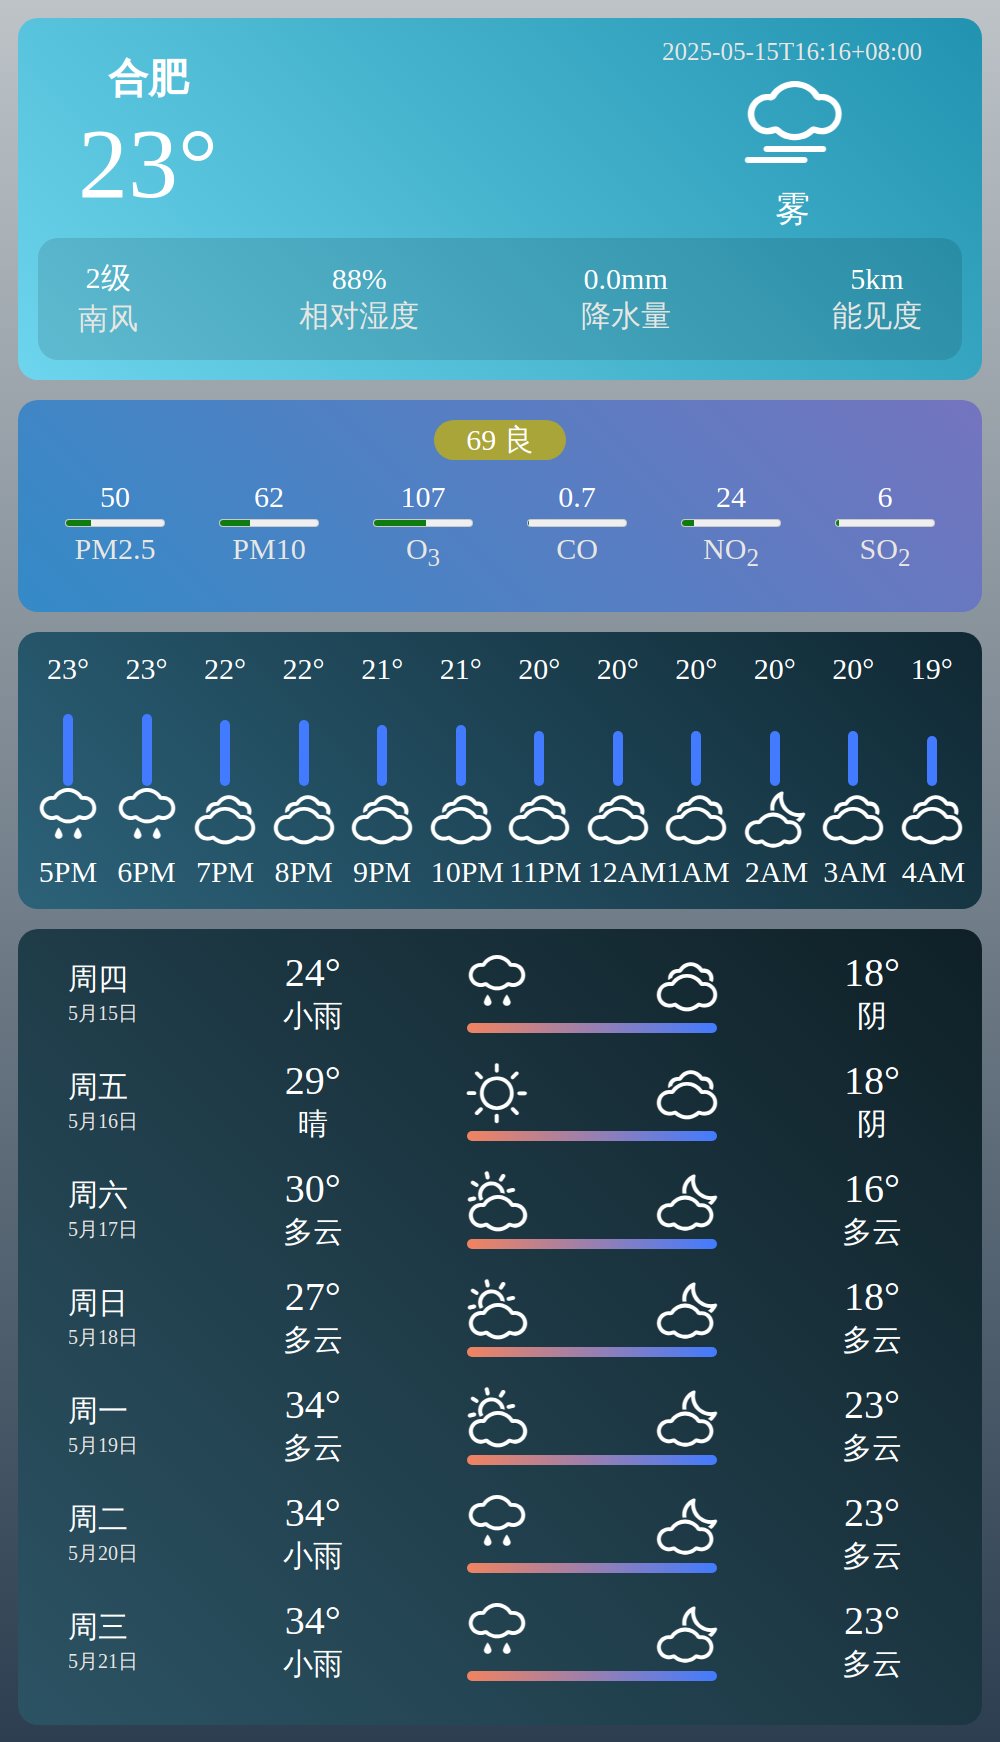 2025-05-15T16:16+08:00
合肥
23°
雾
2级 88% 0.0mm 5km
南风 相对湿度 降水量 能见度
69 良
50 62 107 0.7 24 6
PM2.5 PM10 O3 CO NO2 SO2
23° 23° 22° 22° 21° 21° 20° 20° 20° 20° 20° 19°
5PM 6PM 7PM 8PM 9PM 10PM 11PM 12AM 1AM 2AM 3AM 4AM
周四 24° 18°
5月15日 小雨 阴
周五 29° 18°
5月16日 晴 阴
周六 30° 16°
5月17日 多云 多云
周日 27° 18°
5月18日 多云 多云
周一 34° 23°
5月19日 多云 多云
周二 34° 23°
5月20日 小雨 多云
周三 34° 23°
5月21日 小雨 多云